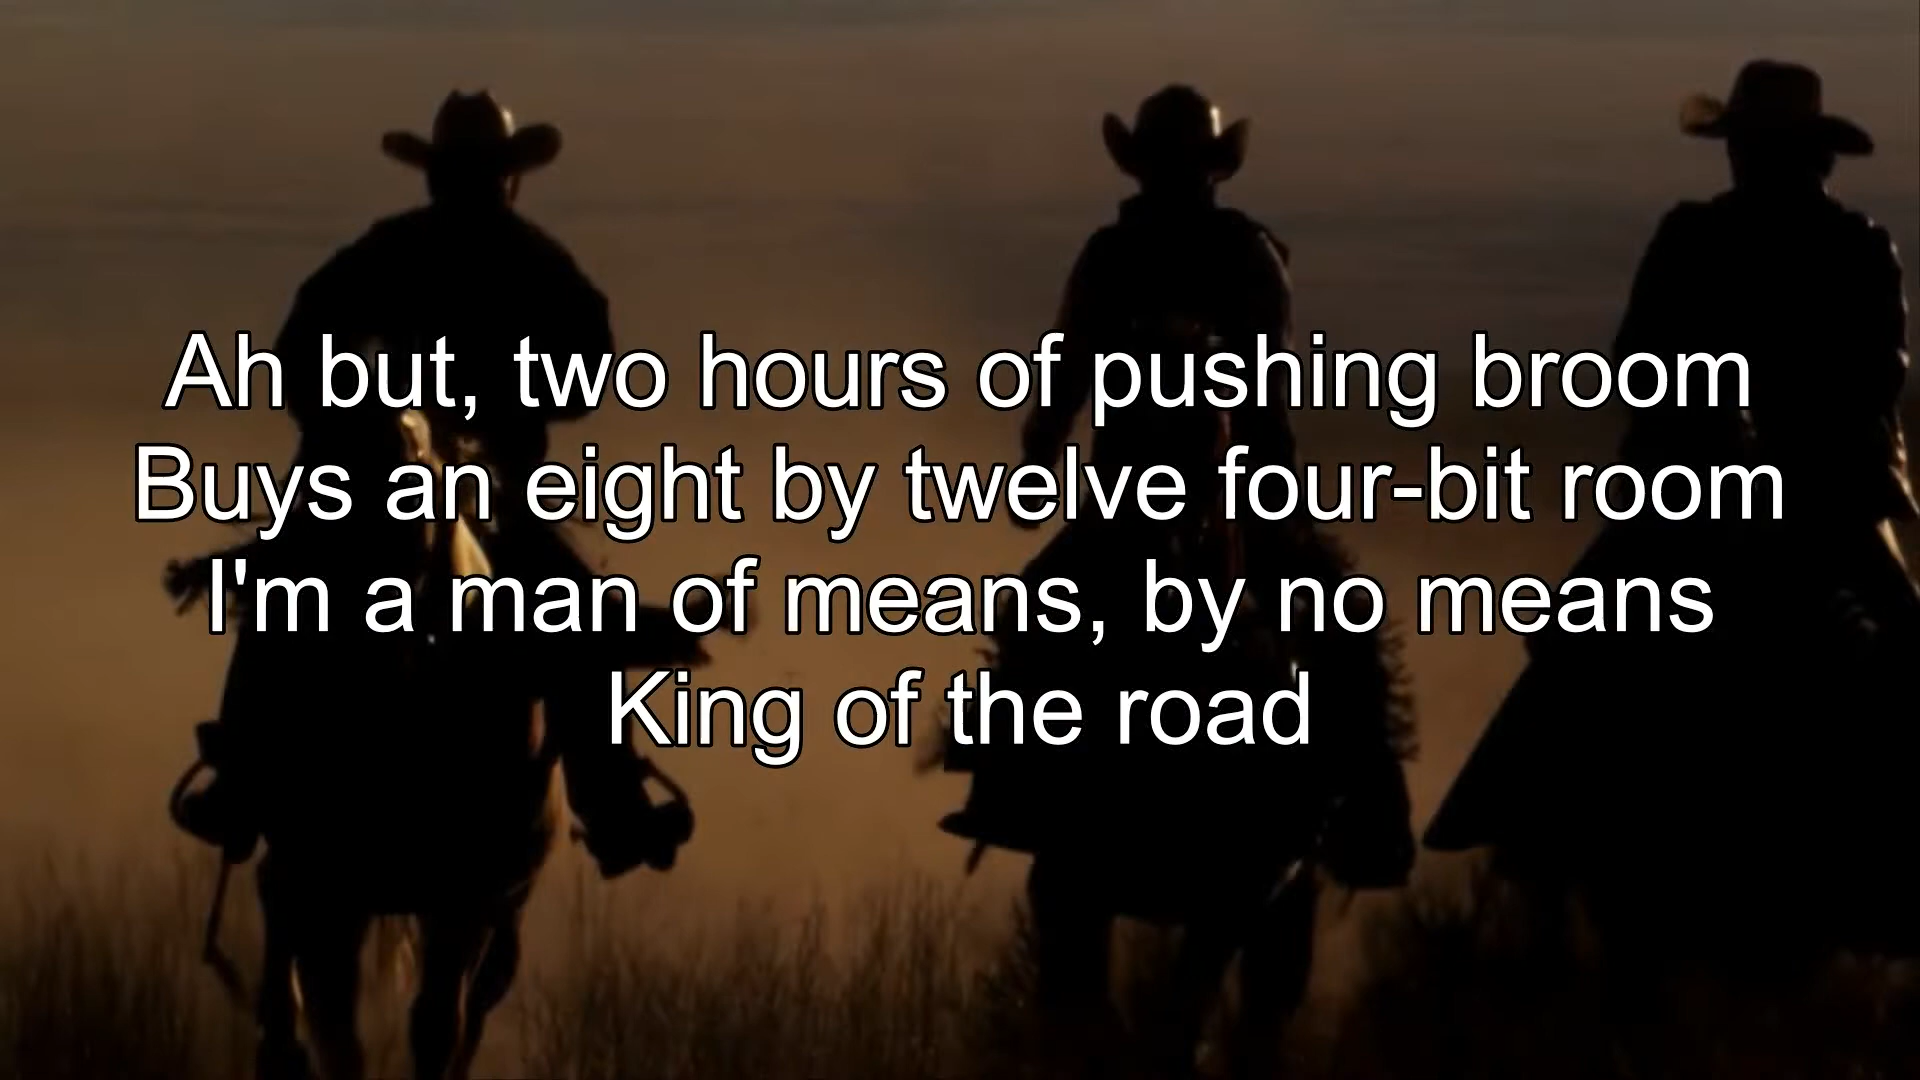 Ah but, two hours of pushing broom
Buys an eight by twelve four-bit room
I'm a man of means, by no means
King of the road